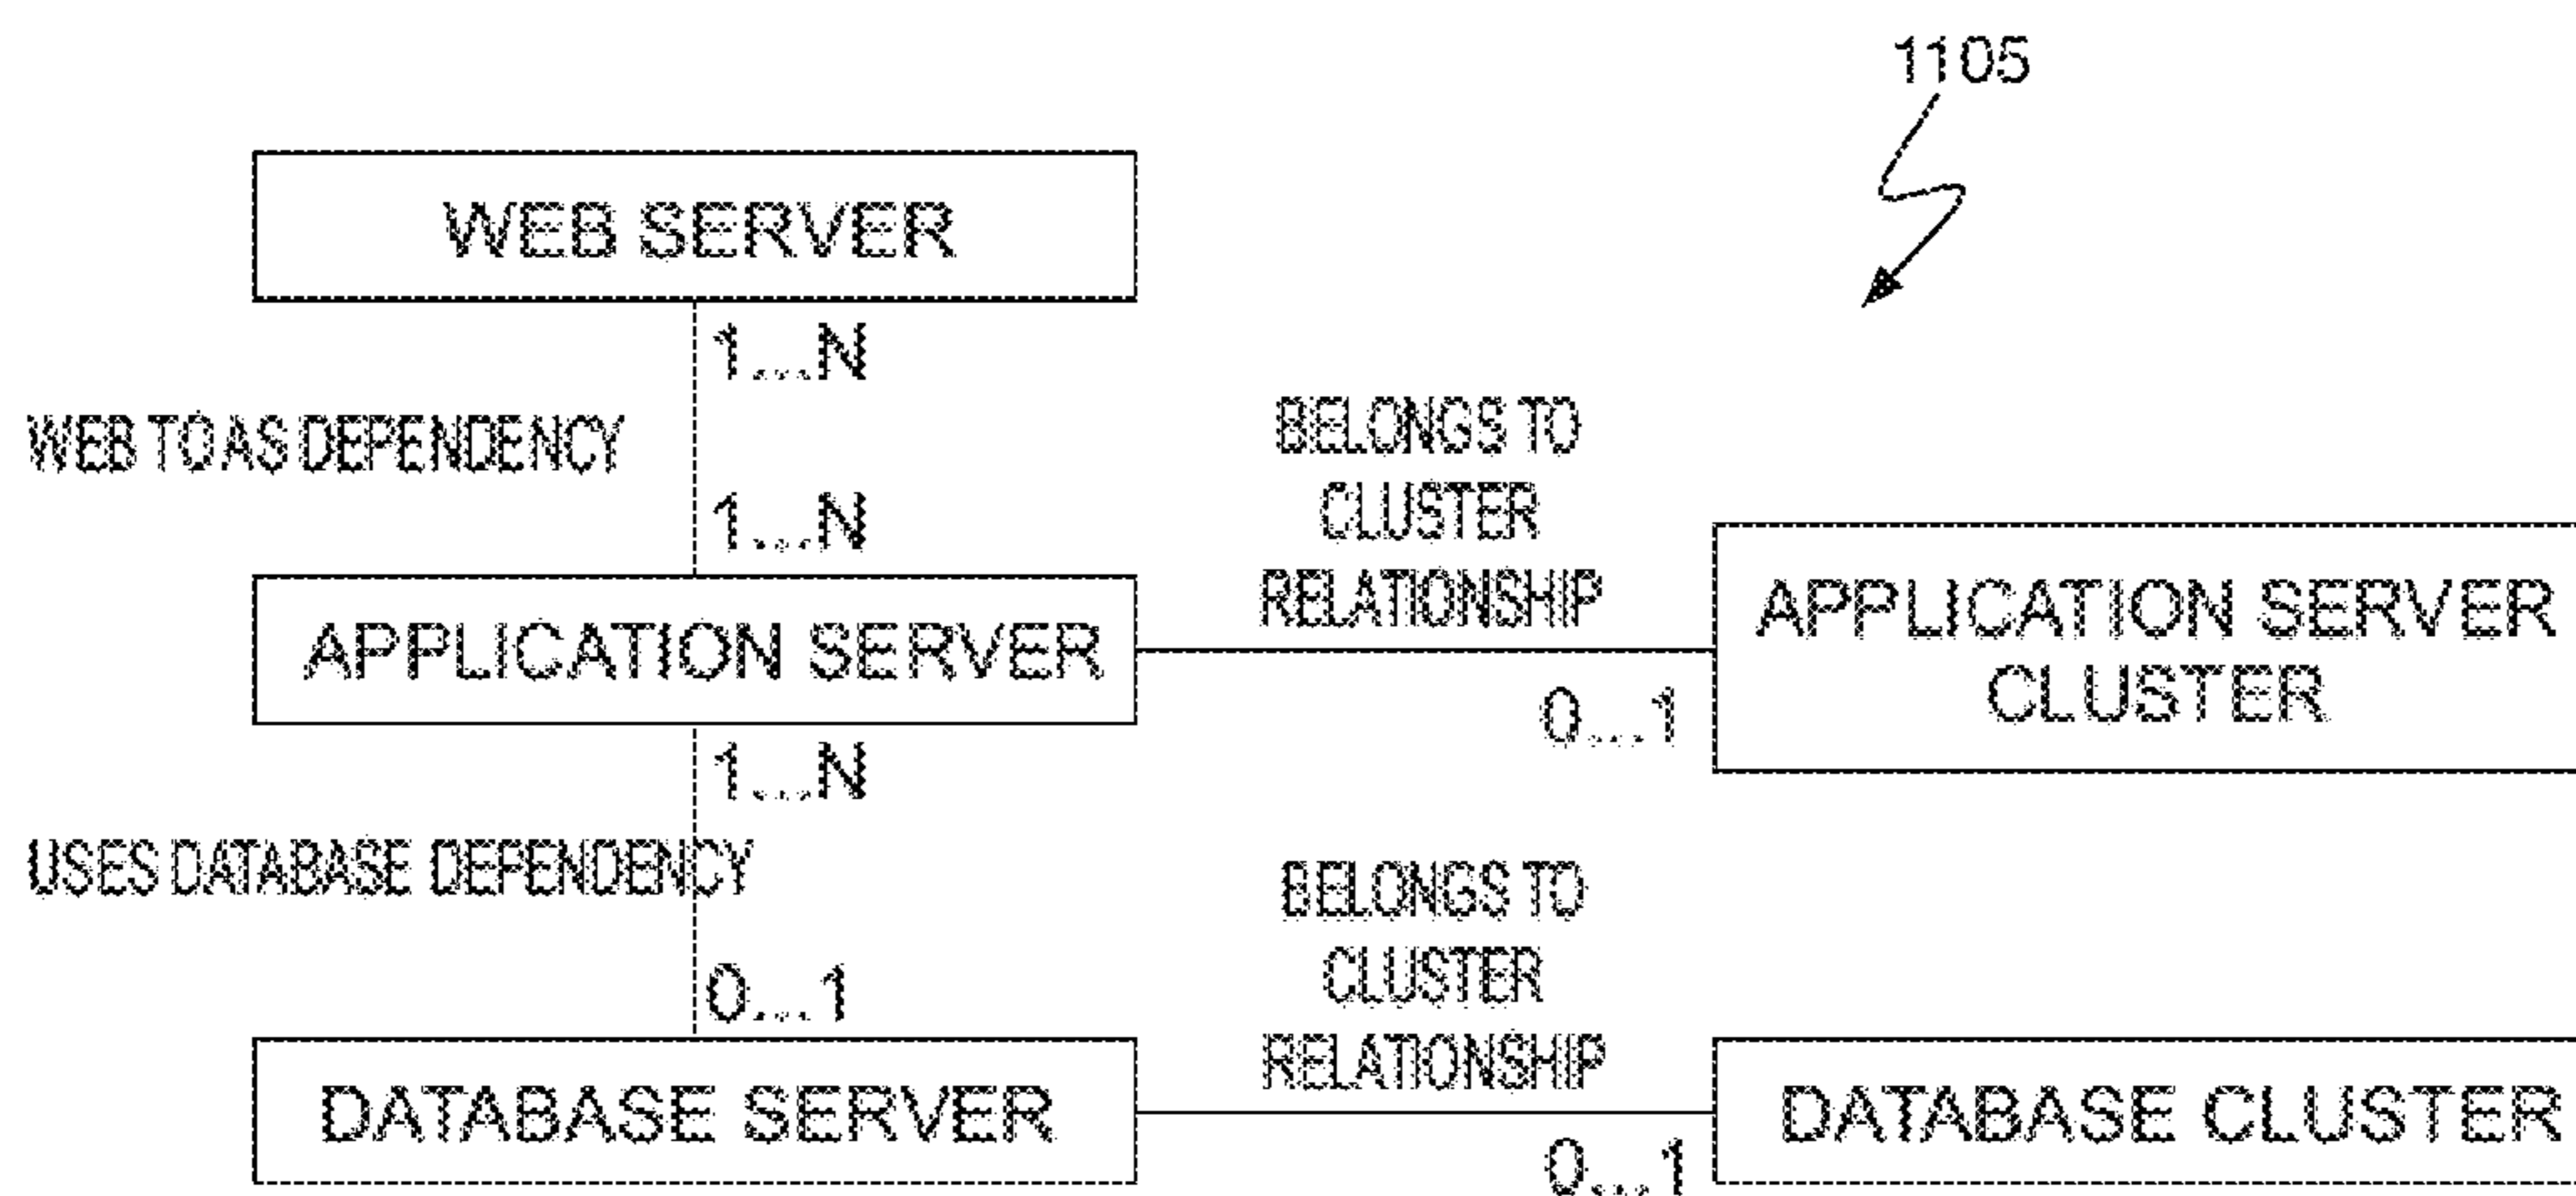 1105
WEB SERVER
1...N
WEB TO AS DEPENDENCY
1...N
BELONGS TO
CLUSTER
RELATIONSHIP
APPLICATION SERVER
APPLICATION SERVER
CLUSTER
0...1
1...N
USES DATABASE DEPENDENCY
0...1
BELONGS TO
CLUSTER
RELATIONSHIP
DATABASE SERVER
DATABASE CLUSTER
0...1